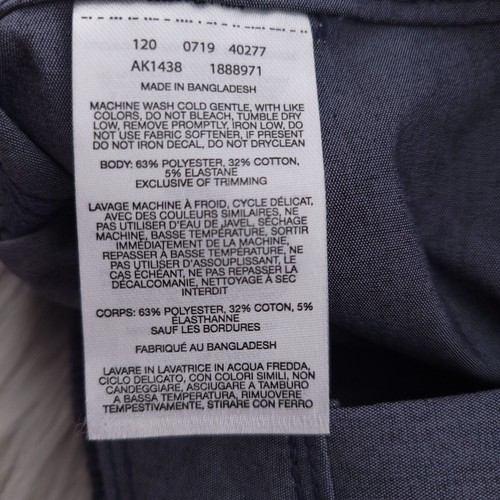 120 0719 40277
AK1438 1888971
MADE IN BANGLADESH
MACHINE WASH COLD GENTLE, WITH LIKE
COLORS, DO NOT BLEACH, TUMBLE DRY
LOW, REMOVE PROMPTLY, IRON LOW, DO
NOT USE FABRIC SOFTENER, IF PRESENT
DO NOT IRON DECAL, DO NOT DRYCLEAN
BODY: 63% POLYESTER, 32% COTTON,
5% ELASTANE
EXCLUSIVE OF TRIMMING
LAVAGE MACHINE À FROID, CYCLE DÉLICAT,
AVEC DES COULEURS SIMILAIRES, NE
PAS UTILISER D'EAU DE JAVEL, SÉCHAGE
MACHINE, BASSE TEMPÉRATURE, SORTIR
IMMÉDIATEMENT DE LA MACHINE,
REPASSER À BASSE TEMPÉRATURE, NE
PAS UTILISER D'ASSOUPLISSANT, LE
CAS ÉCHÉANT, NE PAS REPASSER LA
DÉCALCOMANIE, NETTOYAGE À SEC
INTERDIT
CORPS: 63% POLYESTER, 32% COTON, 5%
ÉLASTHANNE
SAUF LES BORDURES
FABRIQUÉ AU BANGLADESH
LAVARE IN LAVATRICE IN ACQUA FREDDA,
CICLO DELICATO, CON COLORI SIMILI, NON
CANDEGGIARE, ASCIUGARE A TAMBURO
A BASSA TEMPERATURA, RIMUOVERE
TEMPESTIVAMENTE, STIRARE CON FERRO